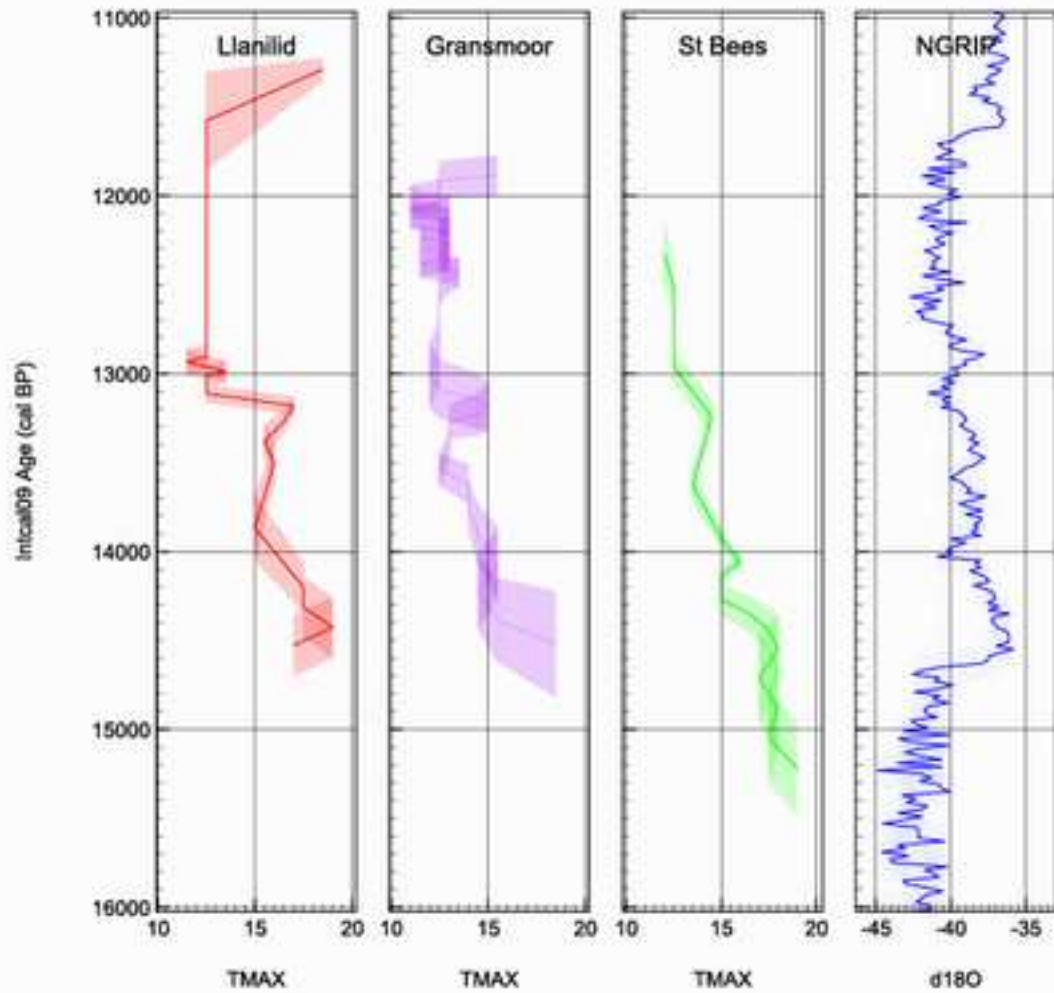 Llanilid Gransmoor St Bees NGRIP
11000
12000
13000
14000
15000
16000
Intcal09 Age (cal BP)
10 15 20 10 15 20 10 15 20 -45 -40 -35
TMAX TMAX TMAX d18O